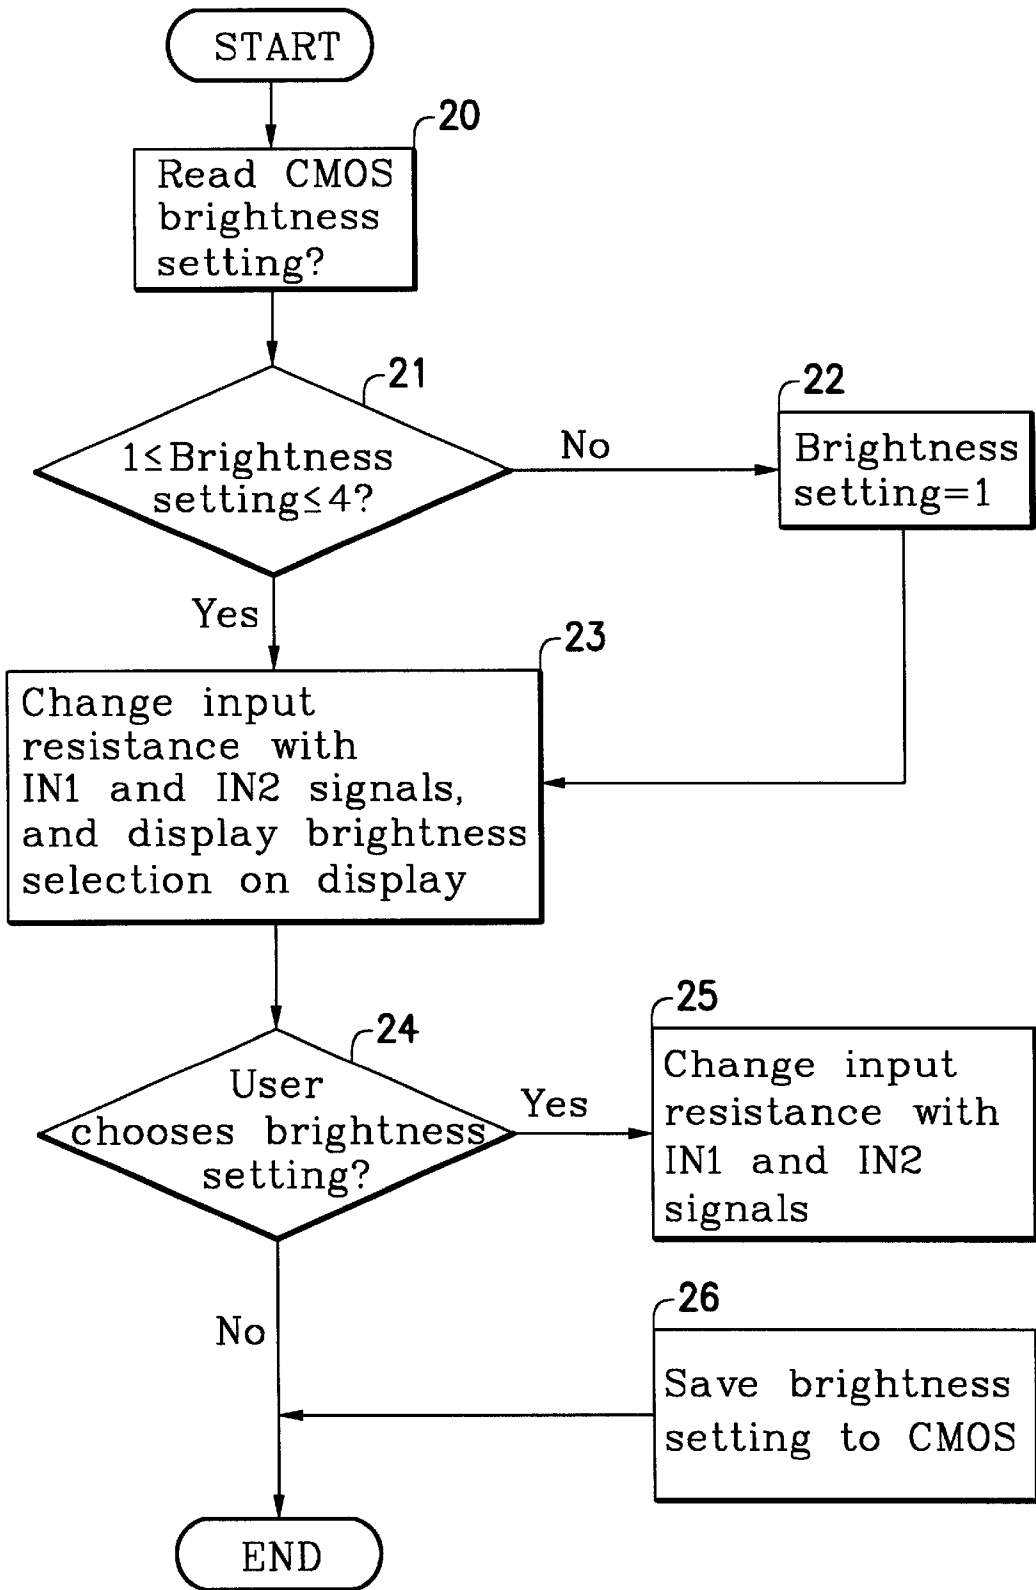 START
20
Read CMOS
brightness
setting?
21
1≤Brightness
setting≤4?
No
22
Brightness
setting=1
Yes
23
Change input
resistance with
IN1 and IN2 signals,
and display brightness
selection on display
24
User
chooses brightness
setting?
Yes
25
Change input
resistance with
IN1 and IN2
signals
No
26
Save brightness
setting to CMOS
END